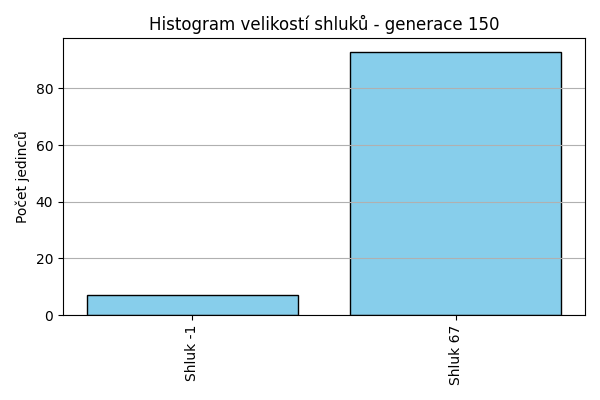 Histogram velikostí shluků - generace 150
Počet jedinců
80
60
40
20
0
Shluk -1
Shluk 67